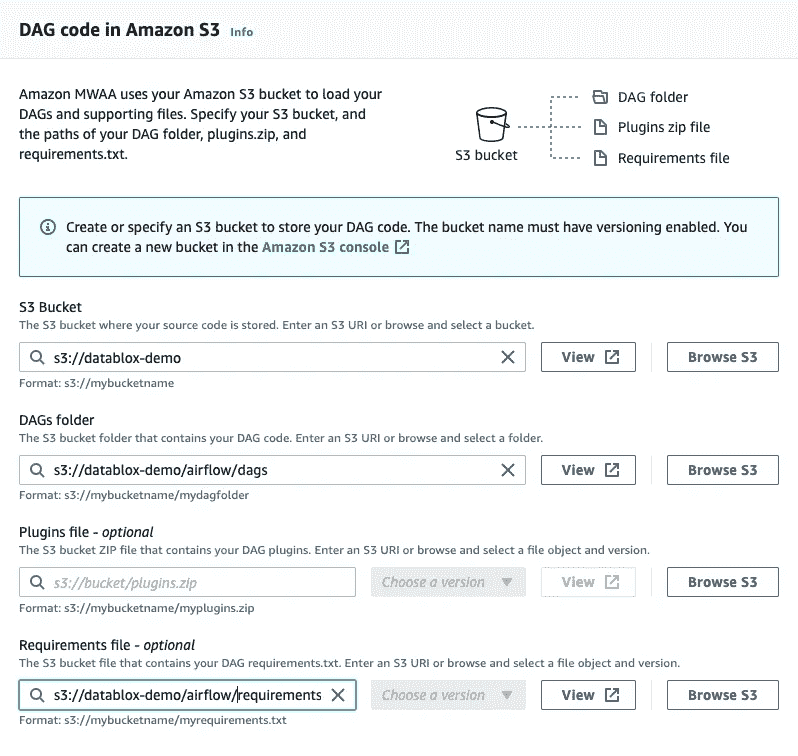 DAG code in Amazon S3 Info
Amazon MWAA uses your Amazon S3 bucket to load your
DAGs and supporting files. Specify your S3 bucket, and
the paths of your DAG folder, plugins.zip, and
requirements.txt.
S3 bucket
DAG folder
Plugins zip file
Requirements file
Create or specify an S3 bucket to store your DAG code. The bucket name must have versioning enabled. You
can create a new bucket in the Amazon S3 console
S3 Bucket
The S3 bucket where your source code is stored. Enter an S3 URI or browse and select a bucket.
s3://datablox-demo View Browse S3
Format: s3://mybucketname
DAGs folder
The S3 bucket folder that contains your DAG code. Enter an S3 URI or browse and select a folder.
s3://datablox-demo/airflow/dags View Browse S3
Format: s3://mybucketname/mydagfolder
Plugins file - optional
The S3 bucket ZIP file that contains your DAG plugins. Enter an S3 URI or browse and select a file object and version.
s3://bucket/plugins.zip Choose a version View Browse S3
Format: s3://mybucketname/myplugins.zip
Requirements file - optional
The S3 bucket file that contains your DAG requirements.txt. Enter an S3 URI or browse and select a file object and version.
s3://datablox-demo/airflow/requirements Choose a version View Browse S3
Format: s3://mybucketname/myrequirements.txt